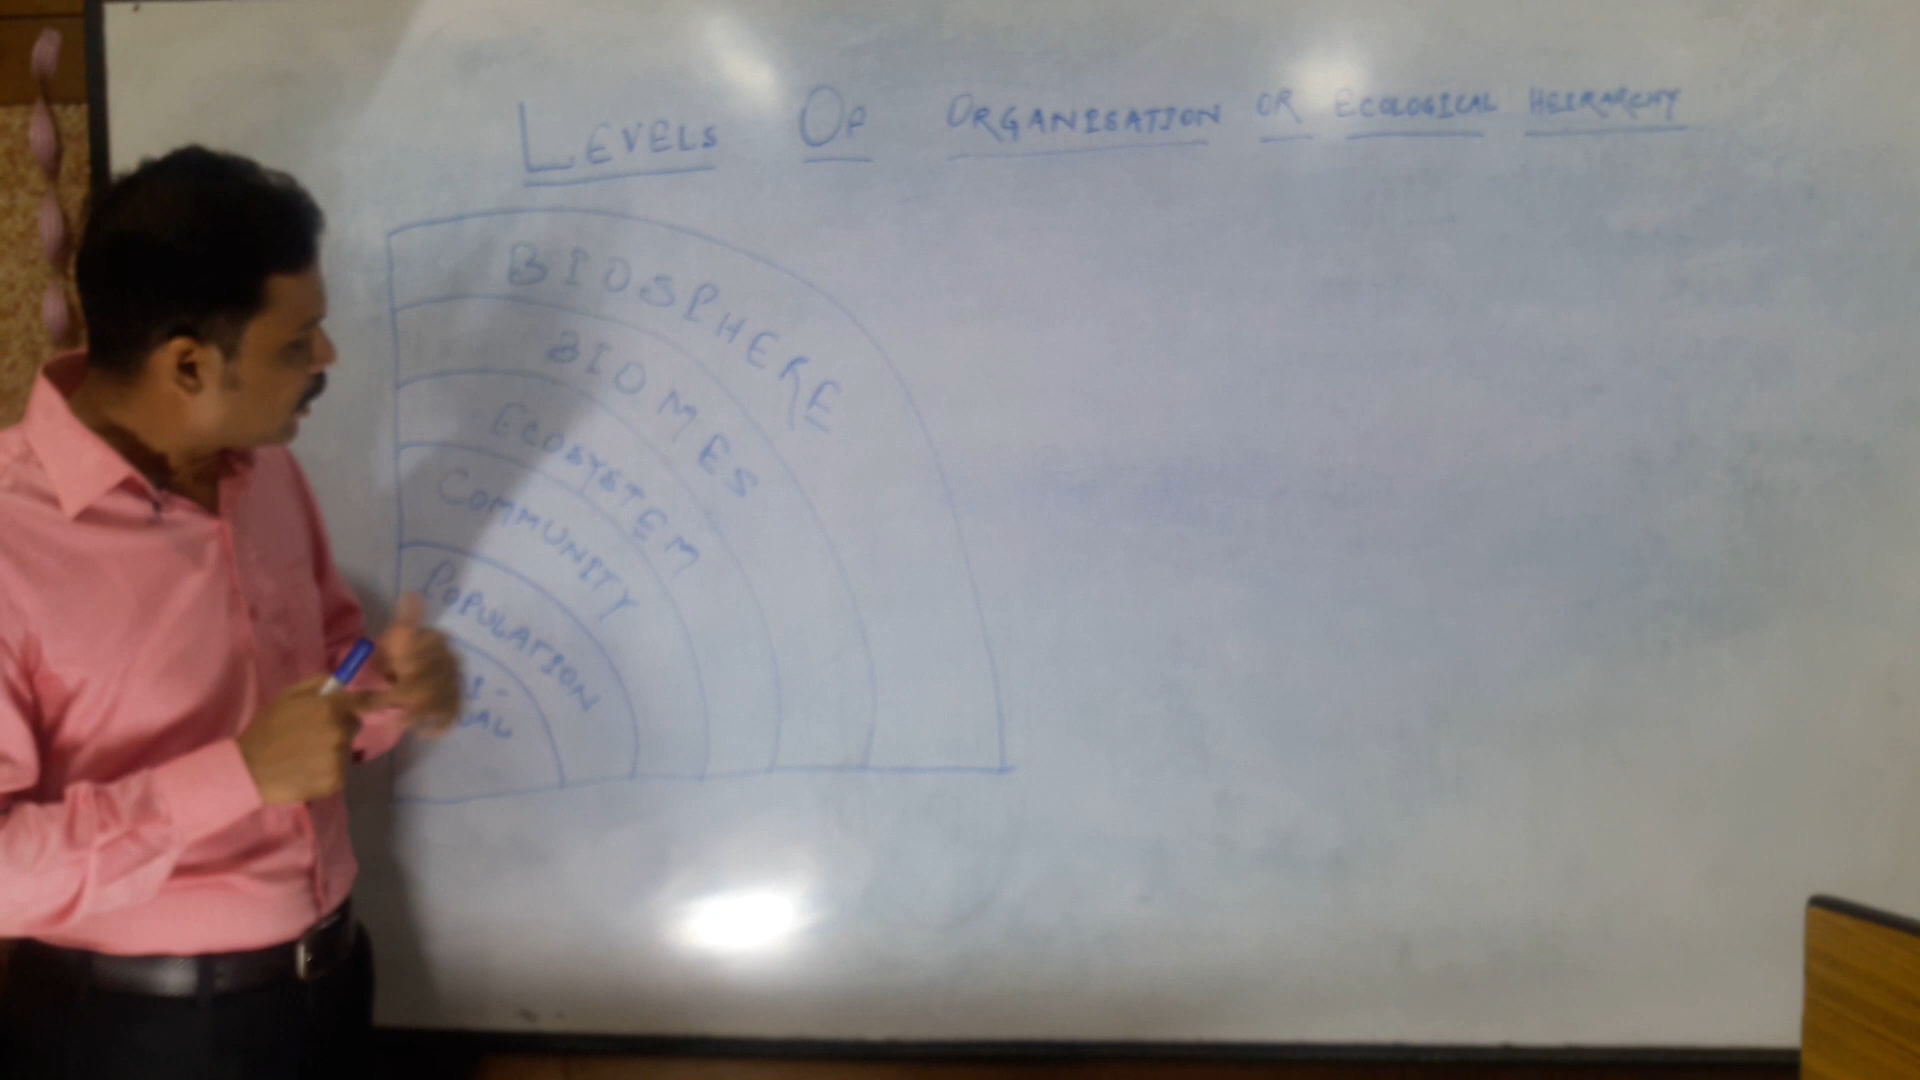 LEVELS OF ORGANISATION OR ECOLOGICAL HEIRARCHY
BIOSPHERE
BIOMES
ECOSYSTEM
COMMUNITY
POPULATION